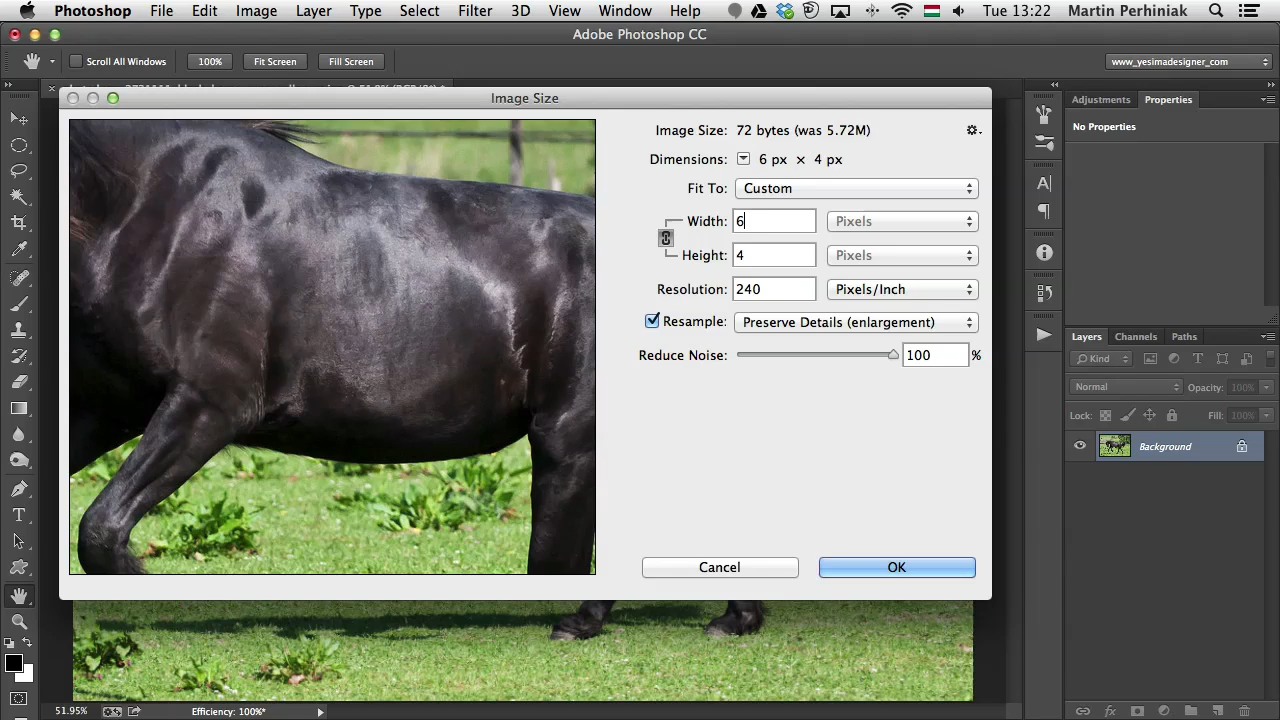 Photoshop File Edit Image Layer Type Select Filter 3D View Window Help Tue 13:22 Martin Perhiniak
Adobe Photoshop CC
Scroll All Windows 100% Fit Screen Fill Screen www_yesimadesigner_com
Image Size
Adjustments Properties
No Properties
Image Size: 72 bytes (was 5.72M)
Dimensions: 6 px × 4 px
Fit To: Custom
Width: 6 Pixels
Height: 4 Pixels
Resolution: 240 Pixels/Inch
Resample: Preserve Details (enlargement)
Reduce Noise: 100 %
Cancel OK
Layers Channels Paths
Kind
Normal Opacity: 100%
Lock: Fill: 100%
Background
51.95% Efficiency: 100%*